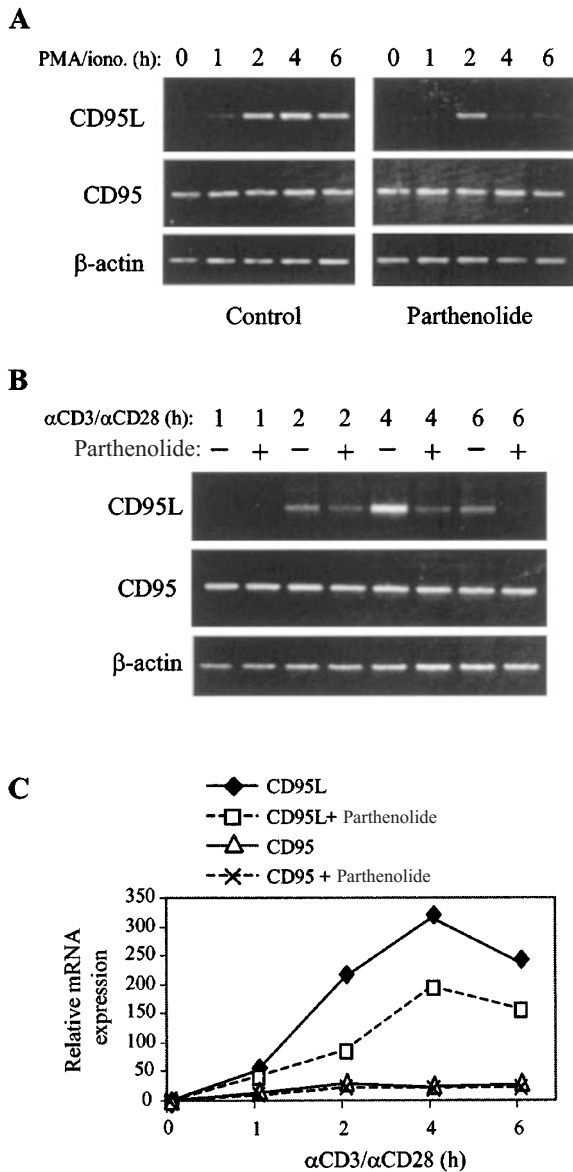 A
PMA/iono. (h): 0 1 2 4 6 0 1 2 4 6
CD95L
CD95
β-actin
Control Parthenolide
B
αCD3/αCD28 (h): 1 1 2 2 4 4 6 6
Parthenolide: − + − + − + − +
CD95L
CD95
β-actin
C
CD95L
CD95L+ Parthenolide
CD95
CD95 + Parthenolide
Relative mRNA
expression
350
300
250
200
150
100
50
0
0 1 2 4 6
αCD3/αCD28 (h)